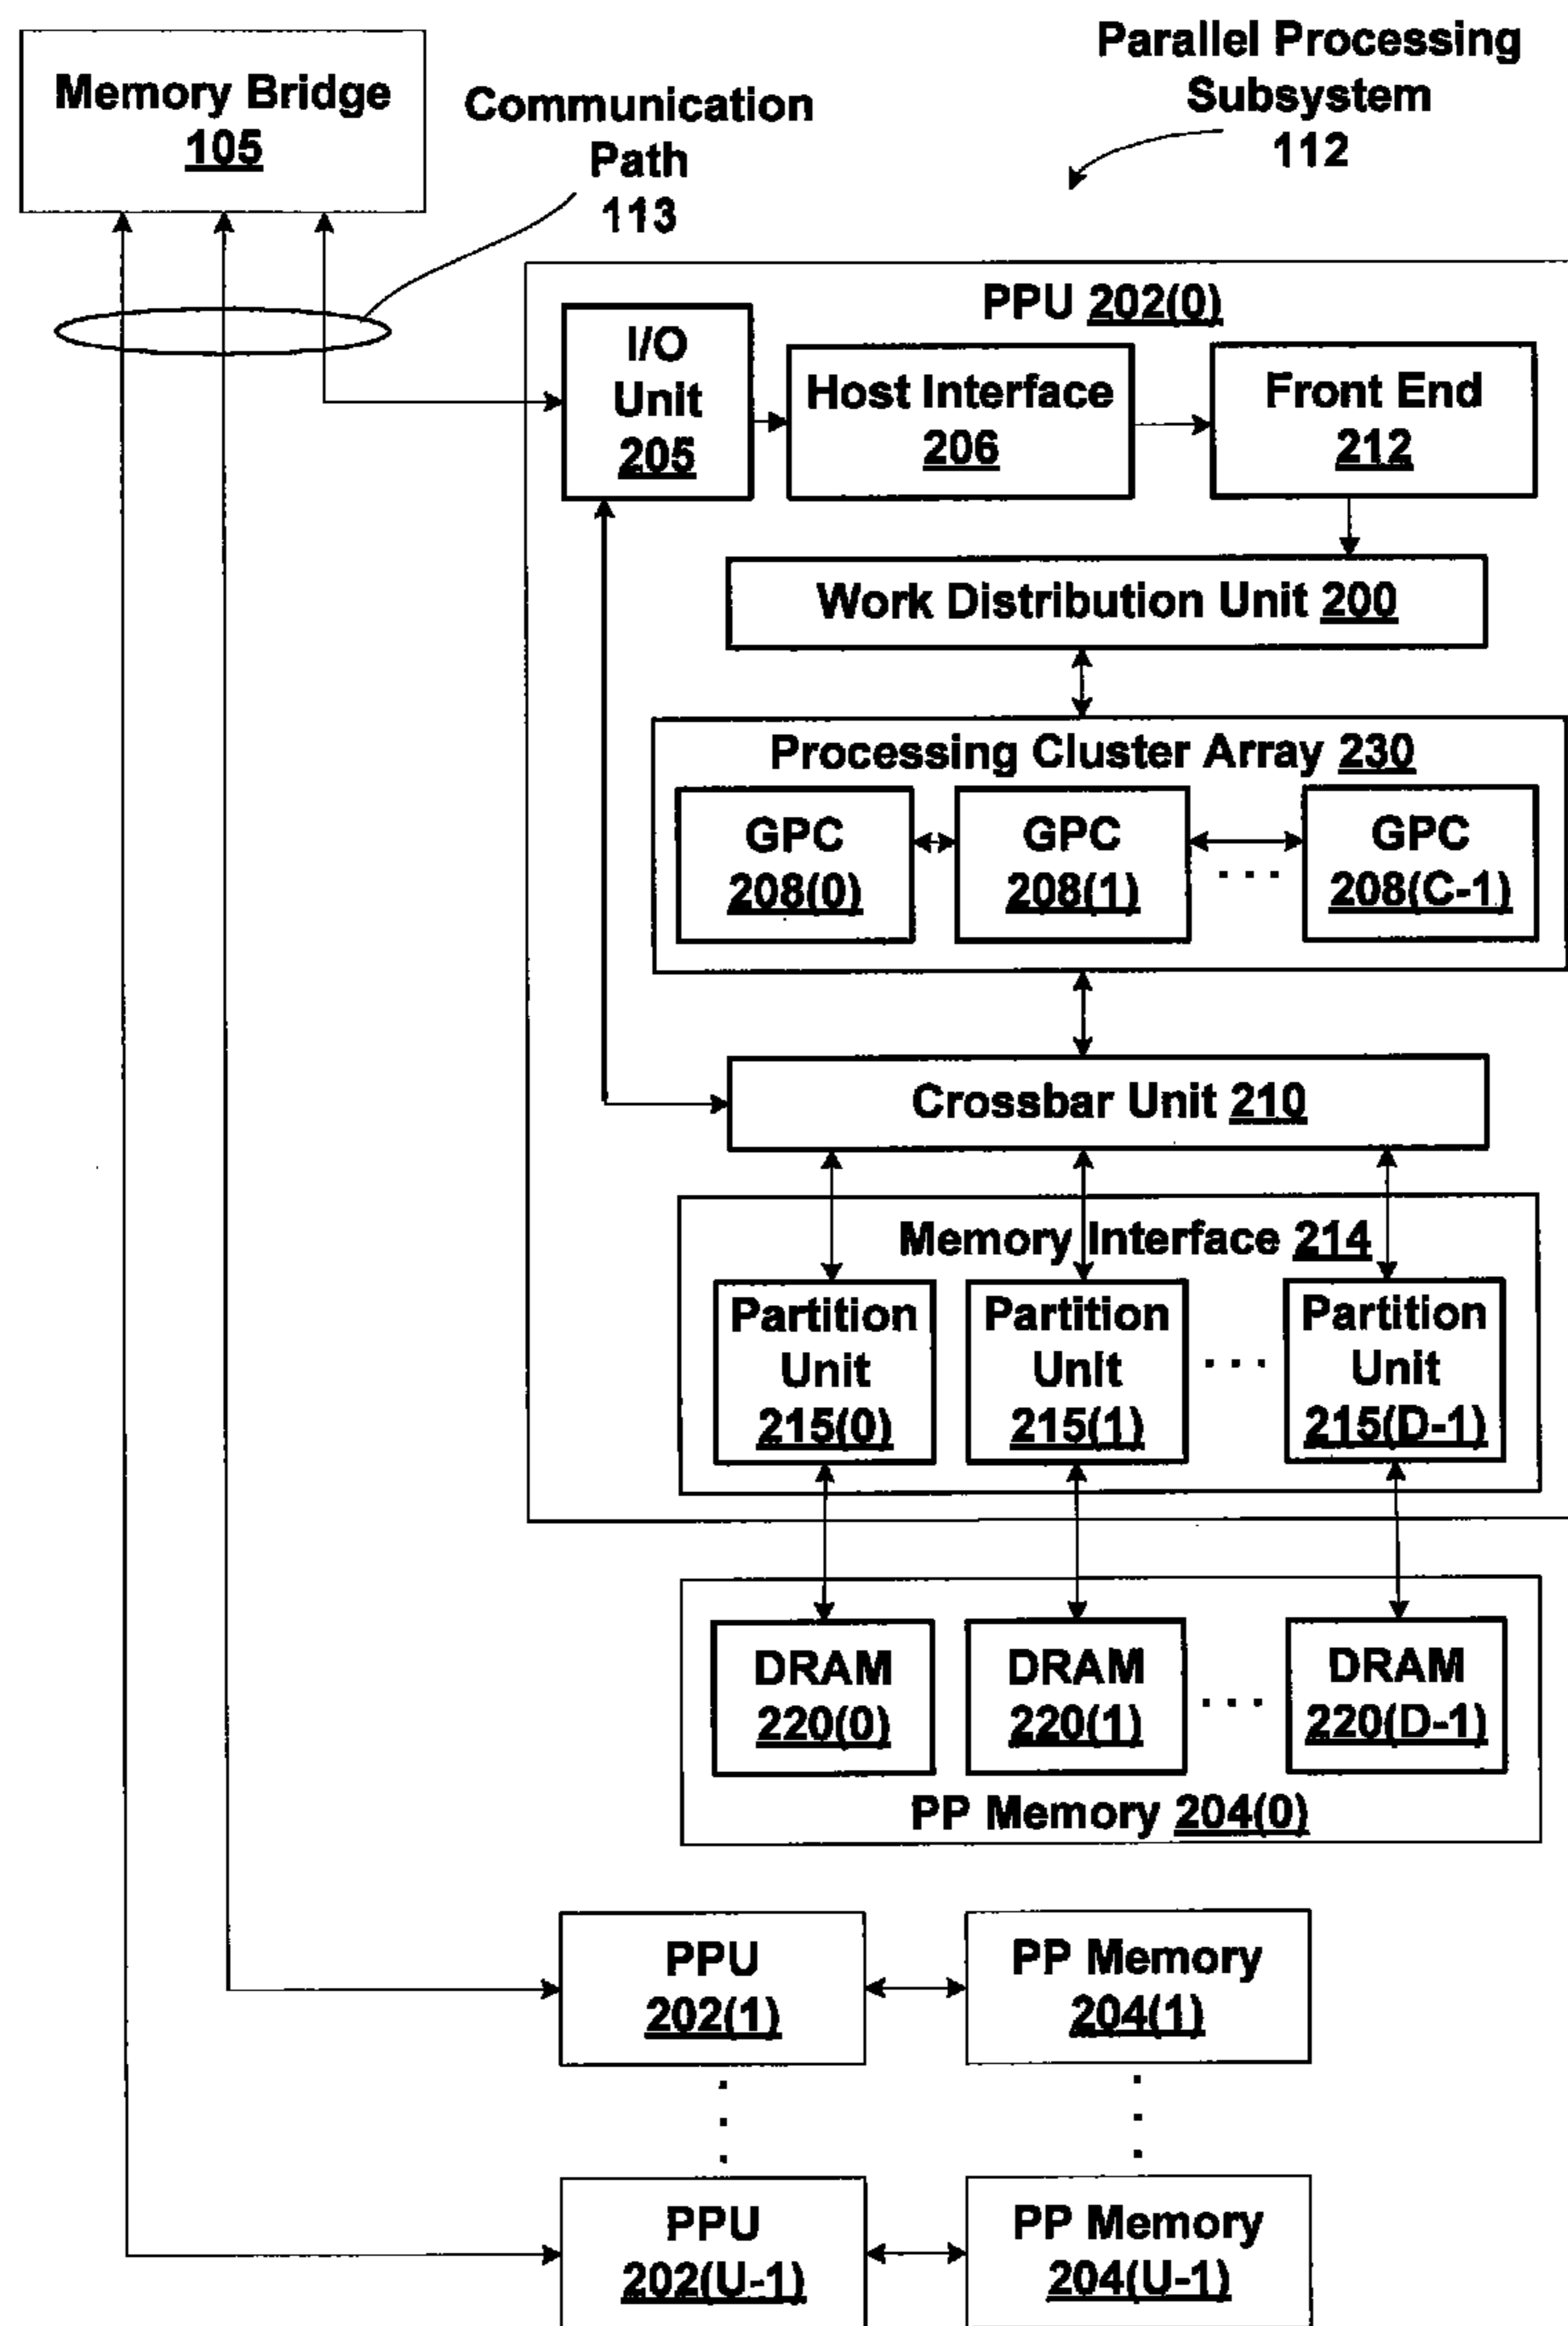 Parallel Processing
Subsystem
112
Memory Bridge
105
Communication
Path
113
PPU 202(0)
I/O
Unit
205
Host Interface
206
Front End
212
Work Distribution Unit 200
Processing Cluster Array 230
GPC
208(0)
GPC
208(1)
. . .
GPC
208(C-1)
Crossbar Unit 210
Memory Interface 214
Partition
Unit
215(0)
Partition
Unit
215(1)
. . .
Partition
Unit
215(D-1)
DRAM
220(0)
DRAM
220(1)
. . .
DRAM
220(D-1)
PP Memory 204(0)
PPU
202(1)
PP Memory
204(1)
PPU
202(U-1)
PP Memory
204(U-1)